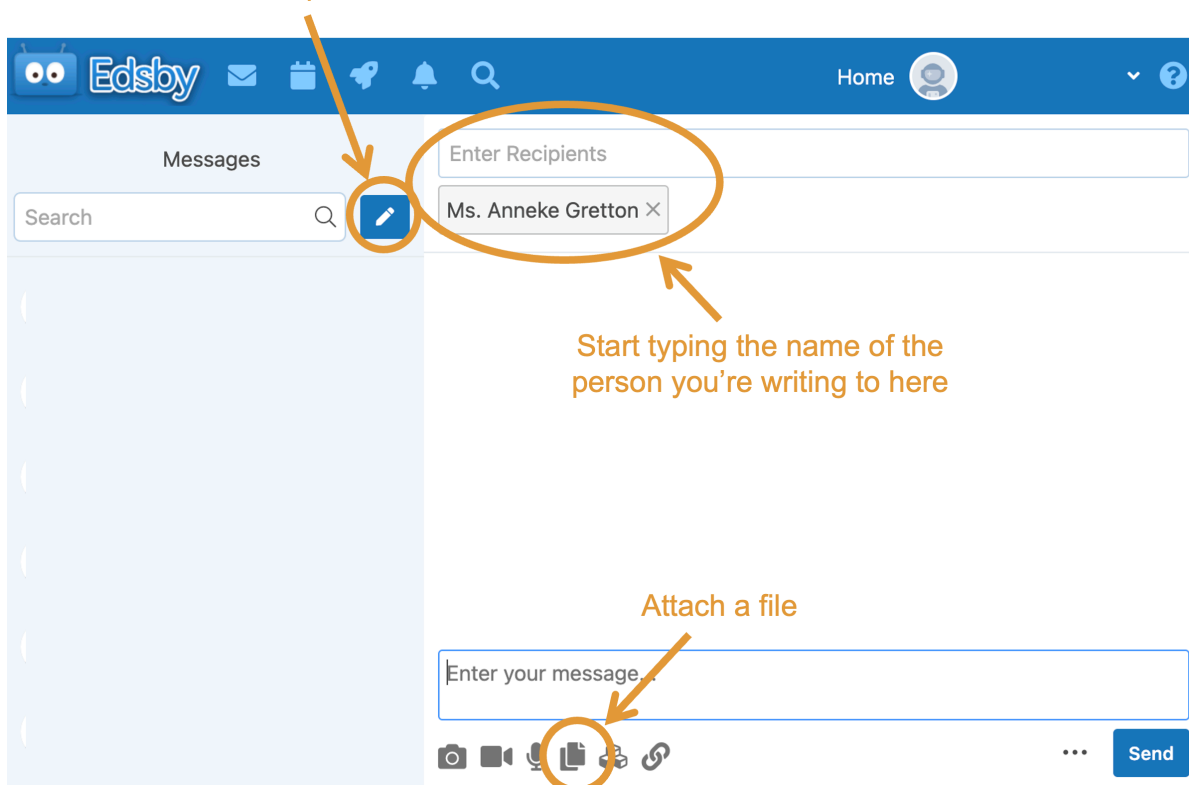 Edsby
Home
Messages
Search
Enter Recipients
Ms. Anneke Gretton
Start typing the name of the
person you’re writing to here
Attach a file
Enter your message...
Send